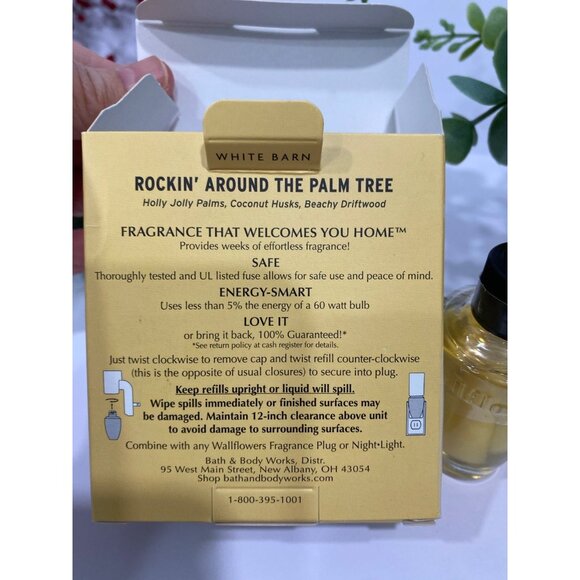 WHITE BARN
ROCKIN' AROUND THE PALM TREE
Holly Jolly Palms, Coconut Husks, Beachy Driftwood
FRAGRANCE THAT WELCOMES YOU HOME™
Provides weeks of effortless fragrance!
SAFE
Thoroughly tested and UL listed fuse allows for safe use and peace of mind.
ENERGY-SMART
Uses less than 5% the energy of a 60 watt bulb
LOVE IT
or bring it back, 100% Guaranteed!*
*See return policy at cash register for details.
Just twist clockwise to remove cap and twist refill counter-clockwise
(this is the opposite of usual closures) to secure into plug.
Keep refills upright or liquid will spill.
Wipe spills immediately or finished surfaces may
be damaged. Maintain 12-inch clearance above unit
to avoid damage to surrounding surfaces.
Combine with any Wallflowers Fragrance Plug or Night•Light.
Bath & Body Works, Distr.
95 West Main Street, New Albany, OH 43054
Shop bathandbodyworks.com
1-800-395-1001